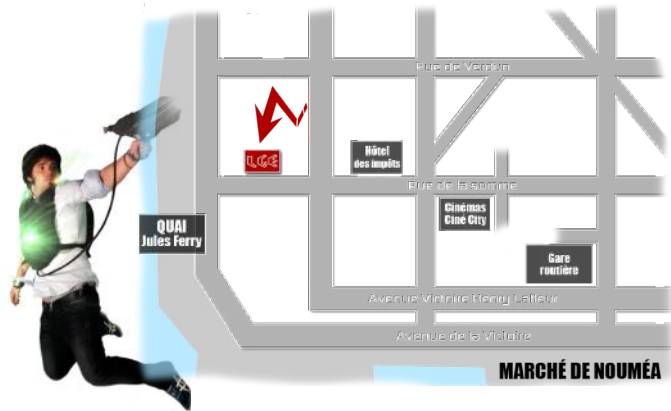 Rue de Verdun
LGE
Hôtel
des impôts
Rue de la somme
Cinémas
Ciné City
QUAI
Jules Ferry
Gare
routière
Avenue Victoire Henry Lafleur
Avenue de la Victoire
MARCHÉ DE NOUMÉA